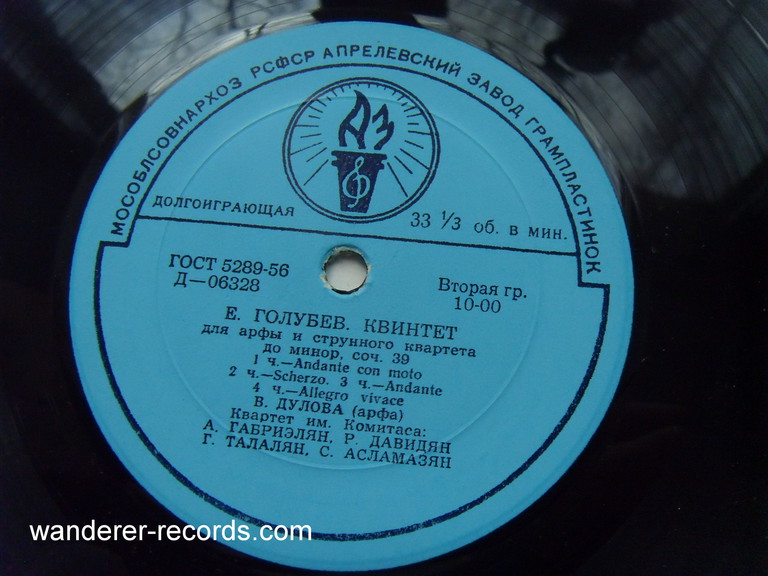 МОСОБЛСОВНАРХОЗ РСФСР АПРЕЛЕВСКИЙ ЗАВОД ГРАМПЛАСТИНОК
АЗ
ДОЛГОИГРАЮЩАЯ
33 1/3 об. в мин.
ГОСТ 5289-56
Д—06328
Вторая гр.
10-00
Е. ГОЛУБЕВ. КВИНТЕТ
для арфы и струнного квартета
до минор, соч. 39
1 ч.—Andante con moto
2 ч.—Scherzo. 3 ч.—Andante
4 ч.—Allegro vivace
В. ДУЛОВА (арфа)
Квартет им. Комитаса:
А. ГАБРИЭЛЯН, Р. ДАВИДЯН
Г. ТАЛАЛЯН, С. АСЛАМАЗЯН
wanderer-records.com